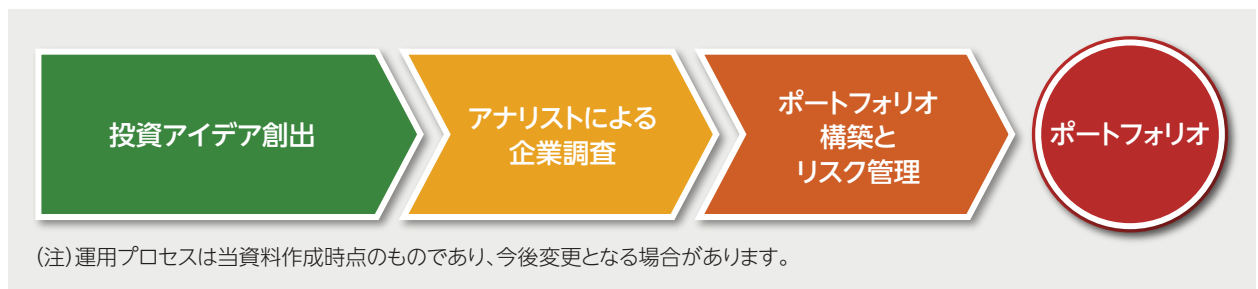 投資アイデア創出
アナリストによる
企業調査
ポートフォリオ
構築と
リスク管理
ポートフォリオ
(注)運用プロセスは当資料作成時点のものであり、今後変更となる場合があります。